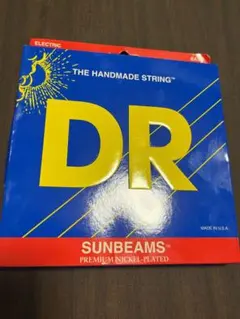 ELECTRIC
THE HANDMADE STRING™
DR
MADE IN U.S.A.
SUNBEAMS™
PREMIUM NICKEL-PLATED